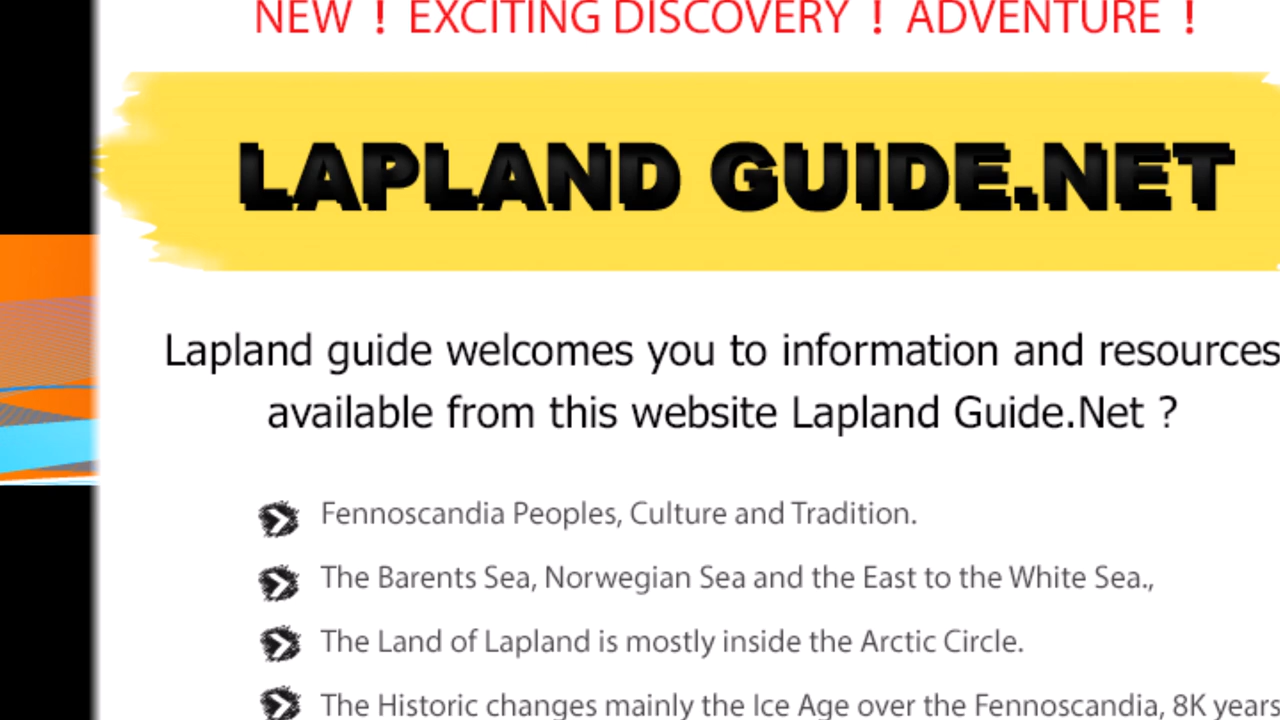 NEW ! EXCITING DISCOVERY ! ADVENTURE !
LAPLAND GUIDE.NET
Lapland guide welcomes you to information and resources
available from this website Lapland Guide.Net ?
Fennoscandia Peoples, Culture and Tradition.
The Barents Sea, Norwegian Sea and the East to the White Sea.,
The Land of Lapland is mostly inside the Arctic Circle.
The Historic changes mainly the Ice Age over the Fennoscandia, 8K years